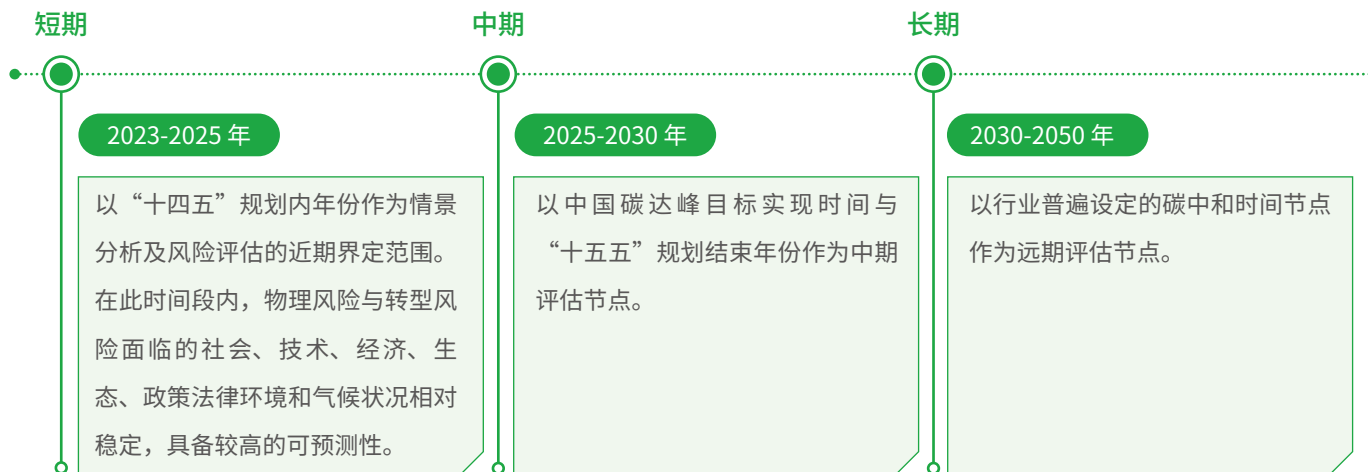 短期
2023-2025 年
以“十四五”规划内年份作为情景
分析及风险评估的近期界定范围。
在此时间段内，物理风险与转型风
险面临的社会、技术、经济、生
态、政策法律环境和气候状况相对
稳定，具备较高的可预测性。
中期
2025-2030 年
以中国碳达峰目标实现时间与
“十五五”规划结束年份作为中期
评估节点。
长期
2030-2050 年
以行业普遍设定的碳中和时间节点
作为远期评估节点。